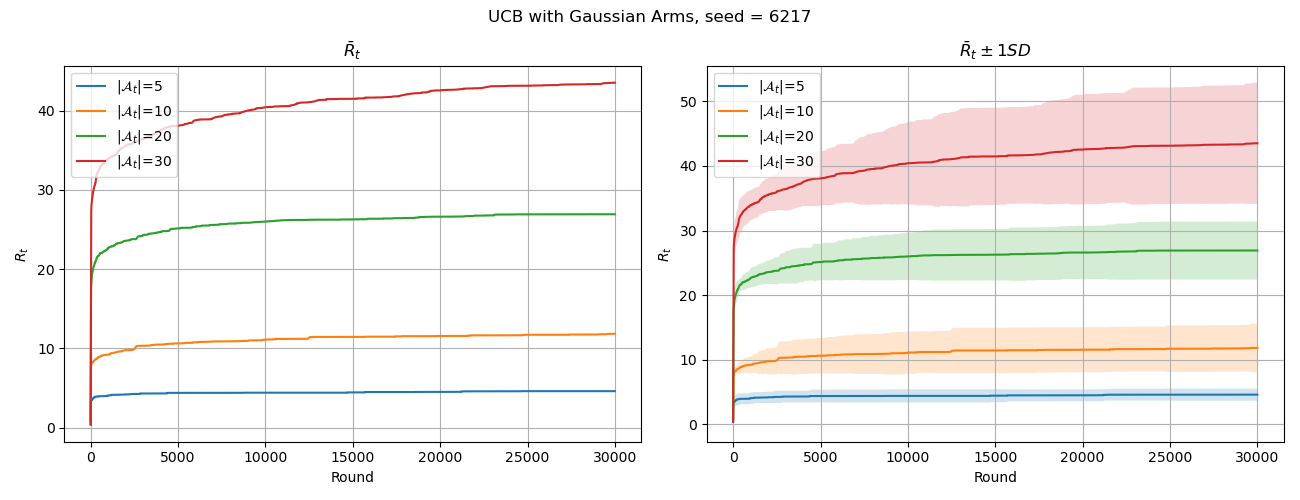 UCB with Gaussian Arms, seed = 6217
R̄_t
R_t
40
30
20
10
0
|𝒜_t|=5
|𝒜_t|=10
|𝒜_t|=20
|𝒜_t|=30
0 5000 10000 15000 20000 25000 30000
Round
R̄_t ± 1SD
R_t
50
40
30
20
10
0
|𝒜_t|=5
|𝒜_t|=10
|𝒜_t|=20
|𝒜_t|=30
0 5000 10000 15000 20000 25000 30000
Round